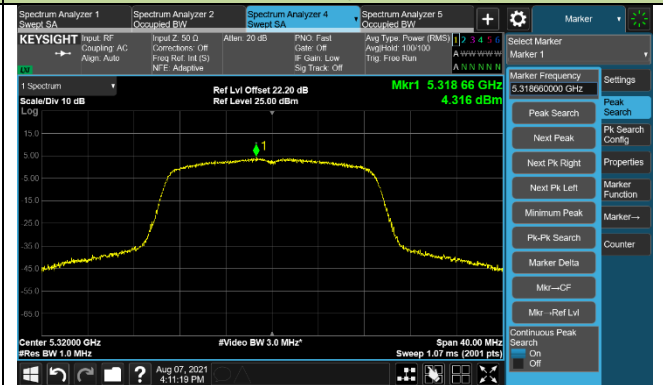 Spectrum Analyzer 1
Swept SA
Spectrum Analyzer 2
Occupied BW
Spectrum Analyzer 4
Swept SA
Spectrum Analyzer 5
Occupied BW
Marker
KEYSIGHT
Input: RF
Coupling: AC
Align: Auto
Input Z: 50 Ω
Corrections: Off
Freq Ref: Int (S)
NFE: Adaptive
Atten: 20 dB
PNO: Fast
Gate: Off
IF Gain: Low
Sig Track: Off
Avg Type: Power (RMS)
Avg|Hold: 100/100
Trig: Free Run
1 2 3 4 5 6
A W W W W W
A N N N N N
LV
Select Marker
Marker 1
1 Spectrum
Scale/Div 10 dB
Log
Ref Lvl Offset 22.20 dB
Ref Level 25.00 dBm
Mkr1 5.318 66 GHz
4.316 dBm
15.0
5.00
-5.00
-15.0
-25.0
-35.0
-45.0
-55.0
-65.0
1
Center 5.32000 GHz
#Res BW 1.0 MHz
#Video BW 3.0 MHz*
Span 40.00 MHz
Sweep 1.07 ms (2001 pts)
Marker Frequency
5.318660000 GHz
Peak Search
Next Peak
Next Pk Right
Next Pk Left
Minimum Peak
Pk-Pk Search
Marker Delta
Mkr→CF
Mkr→Ref Lvl
Continuous Peak
Search
On
Off
Settings
Peak
Search
Pk Search
Config
Properties
Marker
Function
Marker→
Counter
Aug 07, 2021
4:11:19 PM